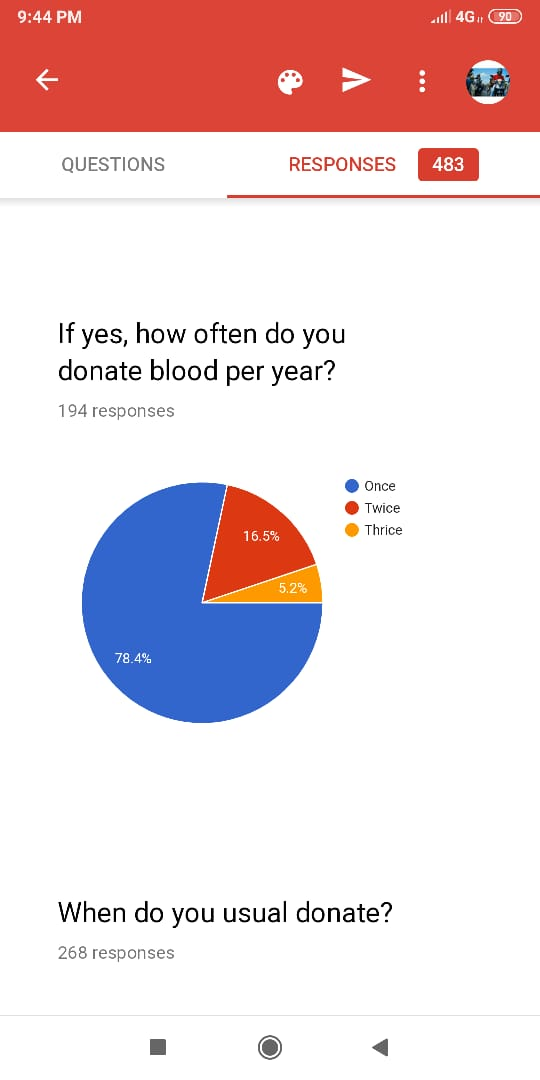 9:44 PM 4G 90
QUESTIONS RESPONSES 483
If yes, how often do you
donate blood per year?
194 responses
Once
Twice
Thrice
16.5%
5.2%
78.4%
When do you usual donate?
268 responses